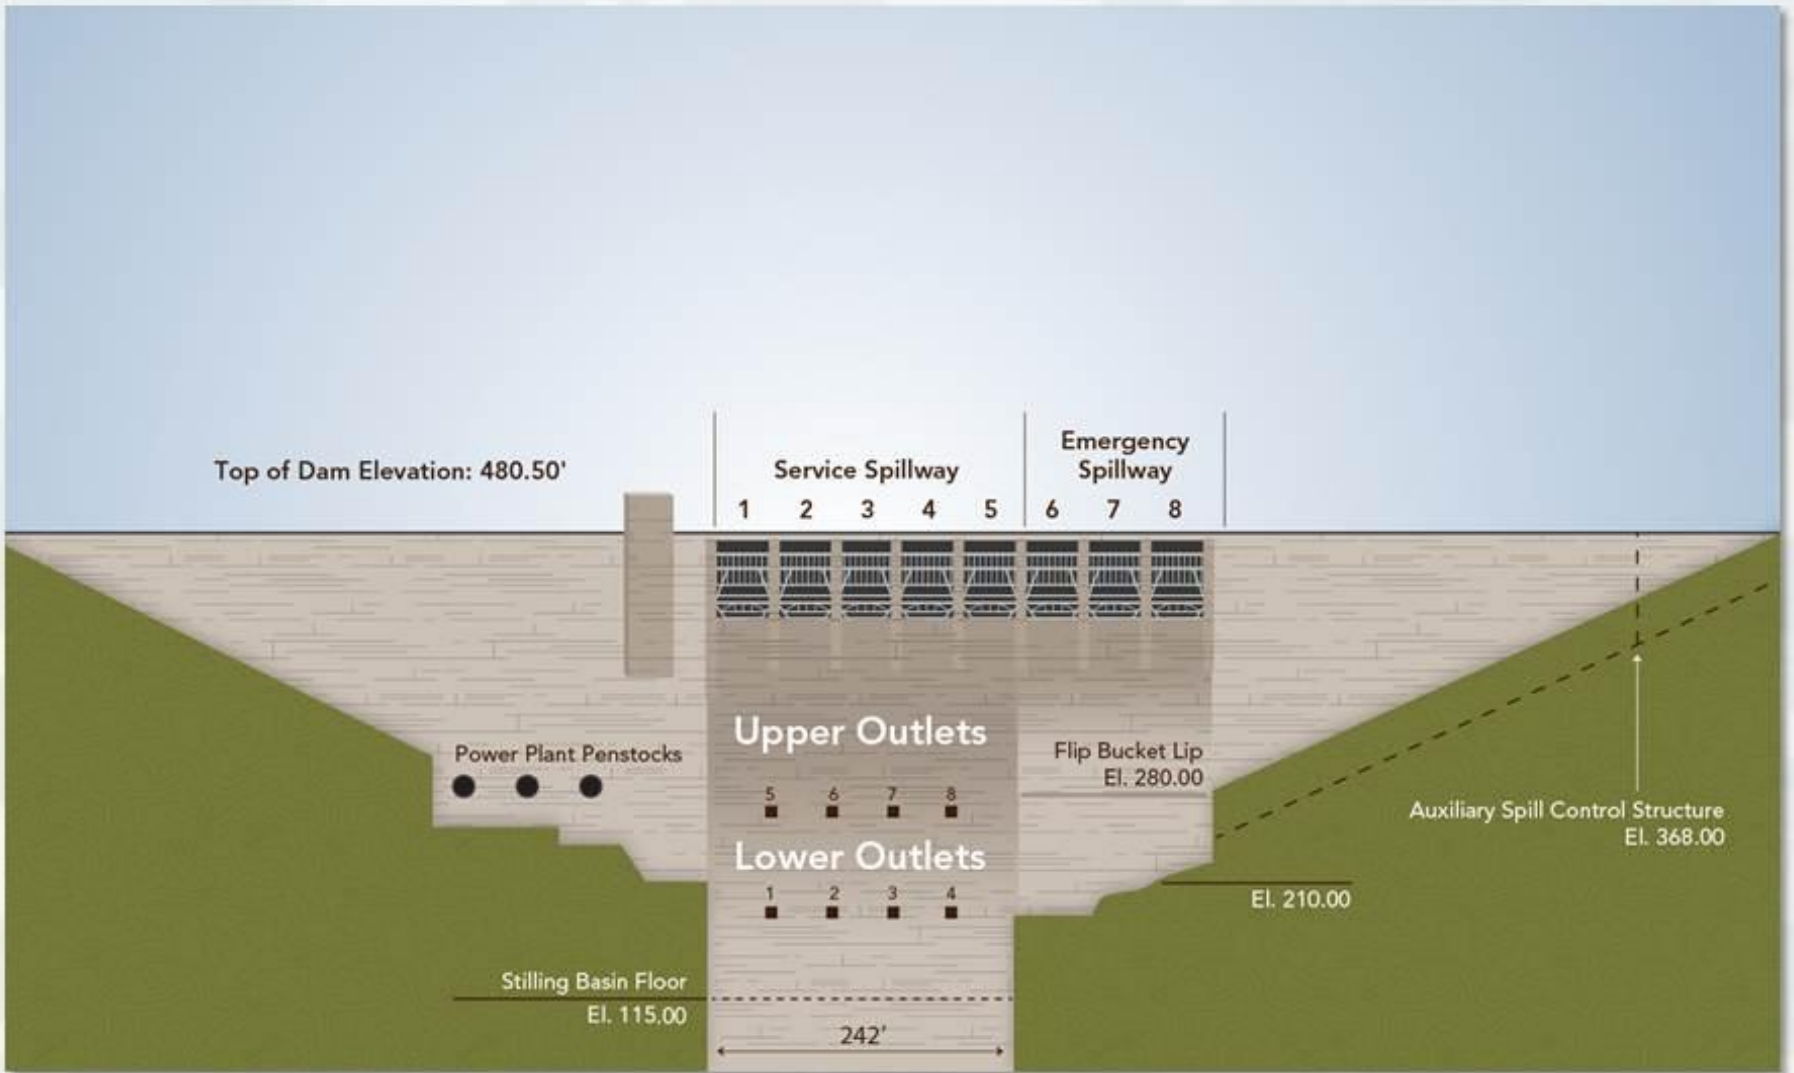 Top of Dam Elevation: 480.50'
Service Spillway
Emergency
Spillway
1 2 3 4 5 6 7 8
Upper Outlets
Power Plant Penstocks
Flip Bucket Lip
El. 280.00
5 6 7 8
Auxiliary Spill Control Structure
El. 368.00
Lower Outlets
1 2 3 4
El. 210.00
Stilling Basin Floor
El. 115.00
242'